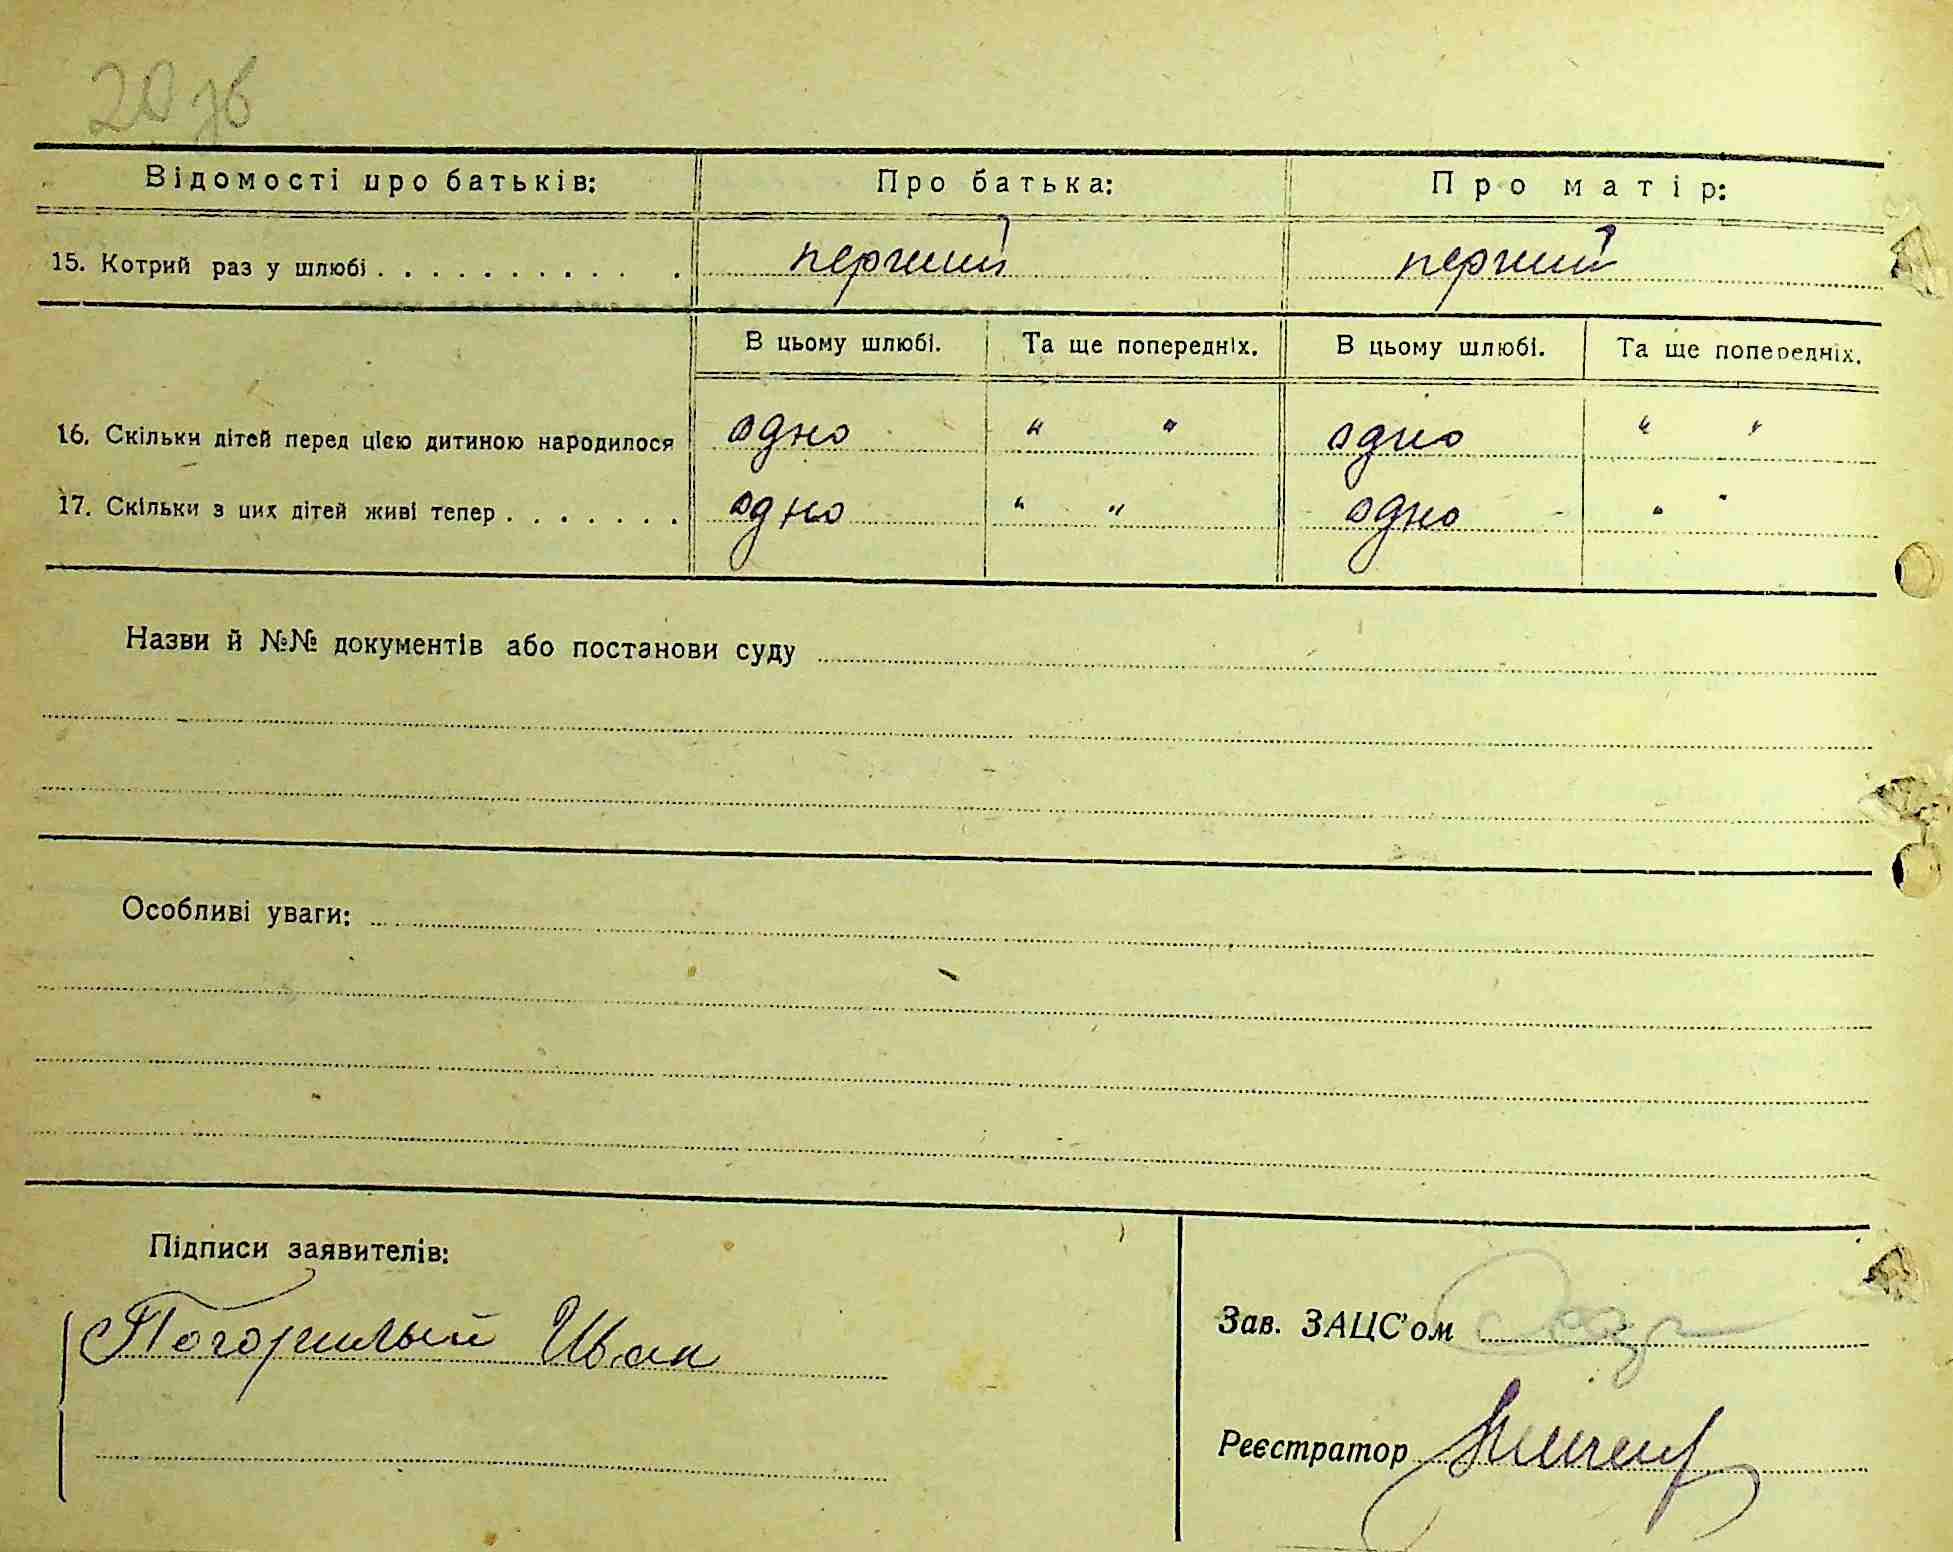 20 зв
Відомості про батьків: Про батька: Про матір:
15. Котрий раз у шлюбі . . . . . . . . . . . . перший перший
В цьому шлюбі. Та ще попередніх. В цьому шлюбі. Та ще попередніх.
16. Скільки дітей перед цією дитиною народилося одно " " одно " "
17. Скільки з цих дітей живі тепер . . . . . . . одно " " одно " "
Назви й №№ документів або постанови суду
Особливі уваги:
Підписи заявителів:
Погорилый Иван
Зав. ЗАЦС'ом
Реєстратор